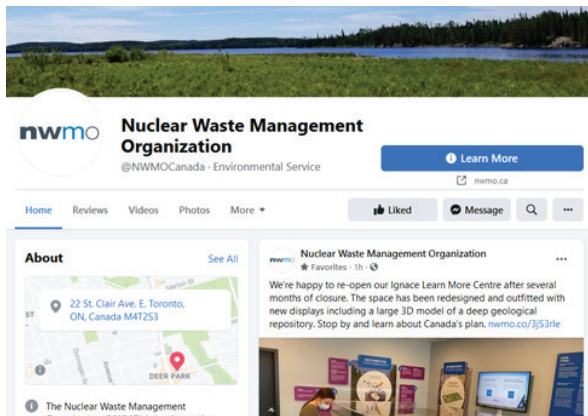 nwmo
Nuclear Waste Management
Organization
@NWMOCanada · Environmental Service
Learn More
nwmo.ca
Home Reviews Videos Photos More
Liked Message
About See All
22 St. Clair Ave. E. Toronto,
ON, Canada M4T2S3
ST
DEER PARK
The Nuclear Waste Management
nwmo
Nuclear Waste Management Organization
Favorites · 1h ·
We're happy to re-open our Ignace Learn More Centre after several
months of closure. The space has been redesigned and outfitted with
new displays including a large 3D model of a deep geological
repository. Stop by and learn about Canada's plan. nwmo.co/3jS3rIe